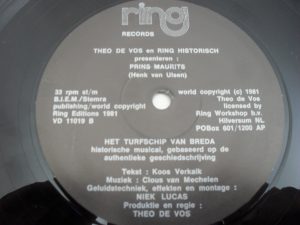 ring
RECORDS
THEO DE VOS en RING HISTORISCH
presenteren :
PRINS MAURITS
(Henk van Ulsen)
33 rpm st/m
world copyright (c) 1981
B.I.E.M./Stemra
Theo de Vos
publishing/world copyright
licensed by
Ring Editions 1981
Ring Workshop b.v.
VD 11019 B
Hilversum NL
POBox 601/1200 AP
HET TURFSCHIP VAN BREDA
historische musical, gebaseerd op de
authentieke geschiedschrijving
Tekst : Koos Verkaik
Muziek : Clous van Mechelen
Geluidstechniek, effekten en montage :
NIEK LUCAS
Produktie en regie :
THEO DE VOS